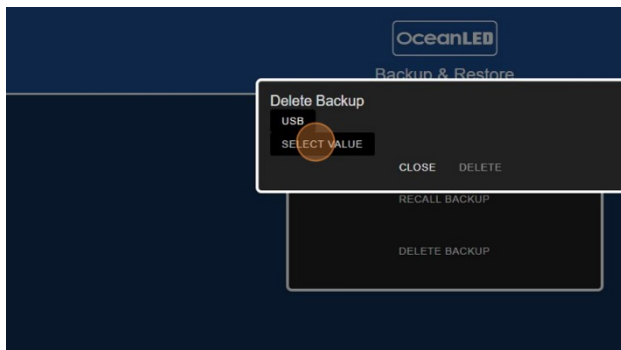 OceanLED
Backup & Restore
Delete Backup
USB
SELECT VALUE
CLOSE DELETE
RECALL BACKUP
DELETE BACKUP